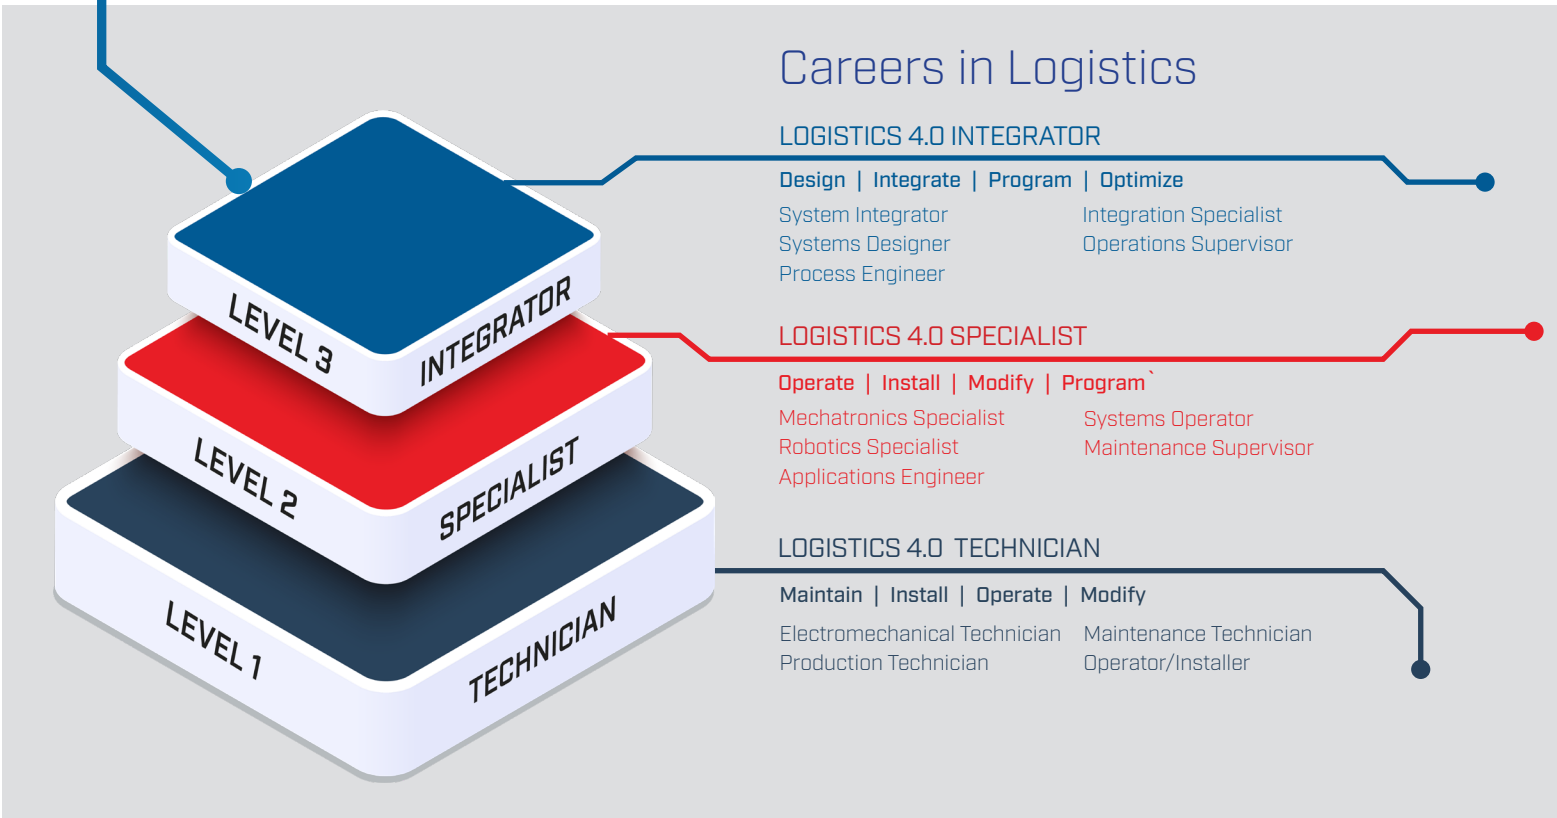 Careers in Logistics
LOGISTICS 4.0 INTEGRATOR
Design | Integrate | Program | Optimize
System Integrator
Systems Designer
Process Engineer
Integration Specialist
Operations Supervisor
LEVEL 3
INTEGRATOR
LOGISTICS 4.0 SPECIALIST
Operate | Install | Modify | Program`
Mechatronics Specialist
Robotics Specialist
Applications Engineer
Systems Operator
Maintenance Supervisor
LEVEL 2
SPECIALIST
LOGISTICS 4.0 TECHNICIAN
Maintain | Install | Operate | Modify
Electromechanical Technician
Production Technician
Maintenance Technician
Operator/Installer
LEVEL 1
TECHNICIAN